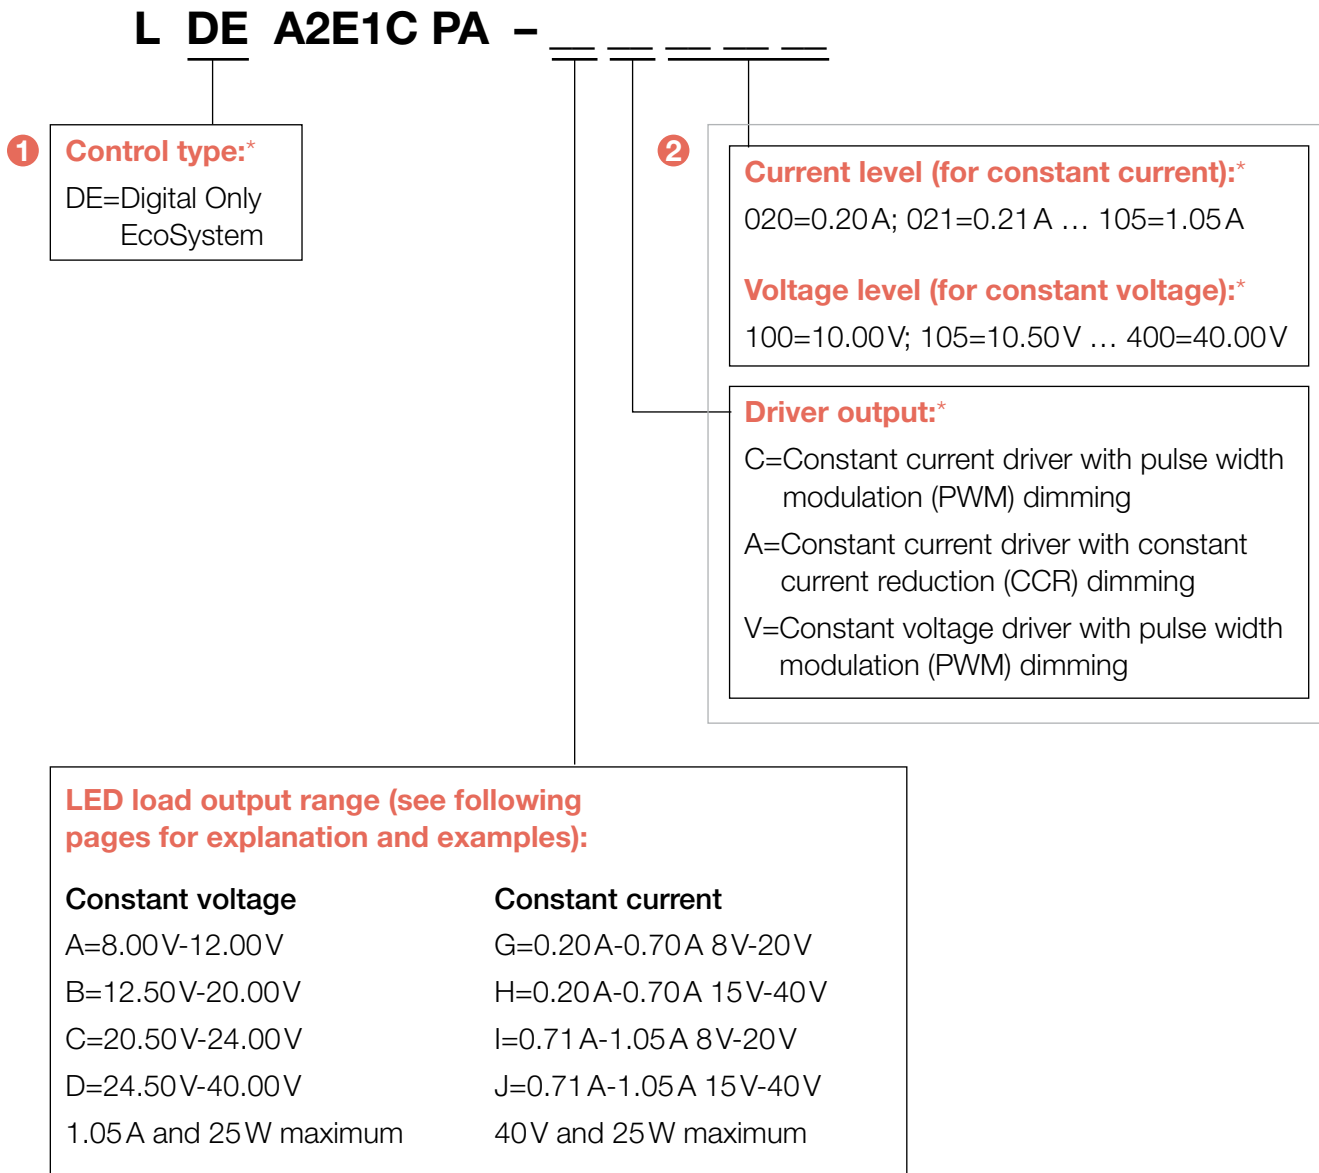 L DE A2E1C PA – __ __ __ __ __
1 Control type:*
DE=Digital Only
EcoSystem
2
Current level (for constant current):*
020=0.20 A; 021=0.21 A … 105=1.05 A
Voltage level (for constant voltage):*
100=10.00 V; 105=10.50 V … 400=40.00 V
Driver output:*
C=Constant current driver with pulse width
modulation (PWM) dimming
A=Constant current driver with constant
current reduction (CCR) dimming
V=Constant voltage driver with pulse width
modulation (PWM) dimming
LED load output range (see following
pages for explanation and examples):
Constant voltage
A=8.00 V-12.00 V
B=12.50 V-20.00 V
C=20.50 V-24.00 V
D=24.50 V-40.00 V
1.05 A and 25 W maximum
Constant current
G=0.20 A-0.70 A 8 V-20 V
H=0.20 A-0.70 A 15 V-40 V
I=0.71 A-1.05 A 8 V-20 V
J=0.71 A-1.05 A 15 V-40 V
40 V and 25 W maximum